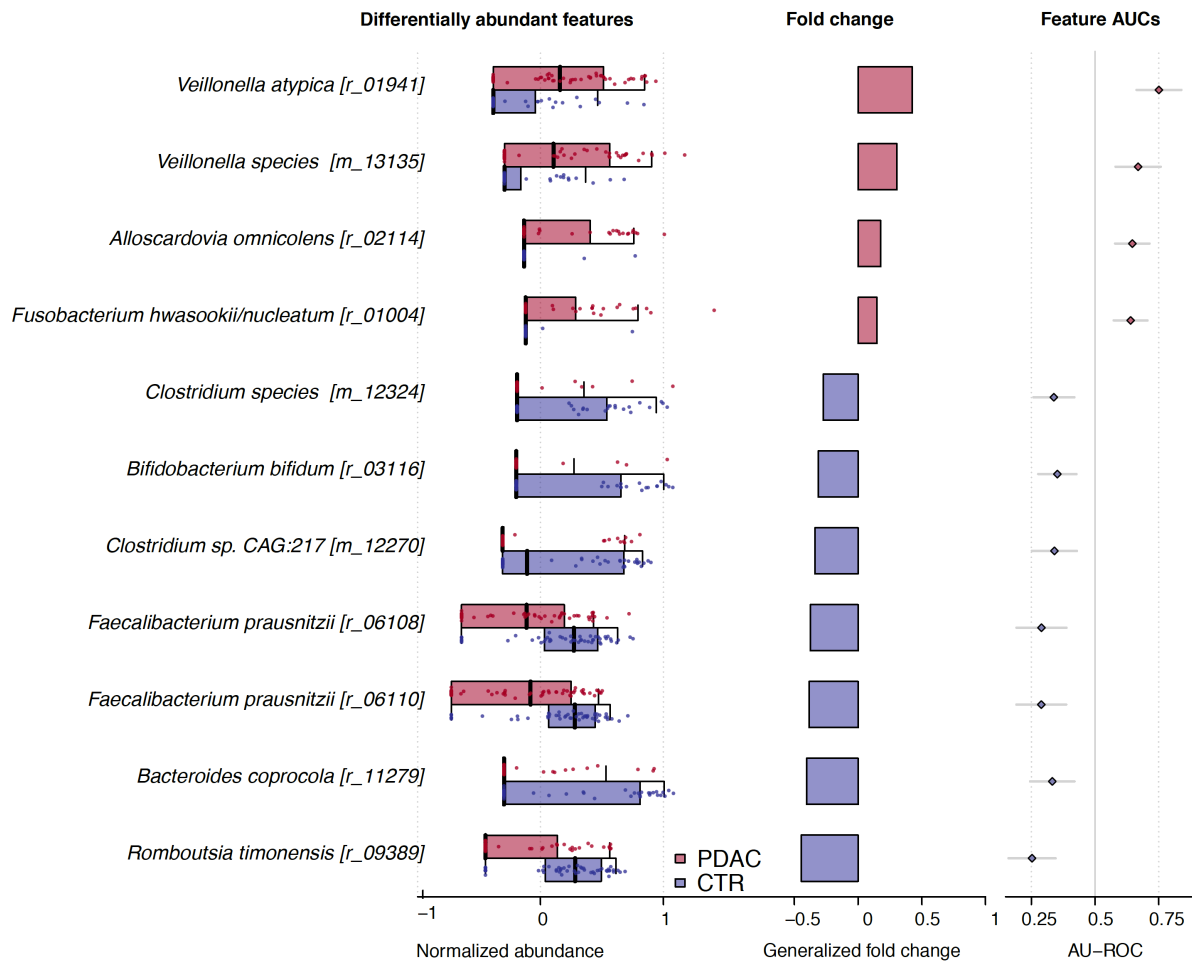 Differentially abundant features
Fold change
Feature AUCs
Veillonella atypica [r_01941]
Veillonella species [m_13135]
Alloscardovia omnicolens [r_02114]
Fusobacterium hwasookii/nucleatum [r_01004]
Clostridium species [m_12324]
Bifidobacterium bifidum [r_03116]
Clostridium sp. CAG:217 [m_12270]
Faecalibacterium prausnitzii [r_06108]
Faecalibacterium prausnitzii [r_06110]
Bacteroides coprocola [r_11279]
Romboutsia timonensis [r_09389]
PDAC
CTR
−1 0 1
−0.5 0 0.5 1
0.25 0.5 0.75
Normalized abundance
Generalized fold change
AU−ROC